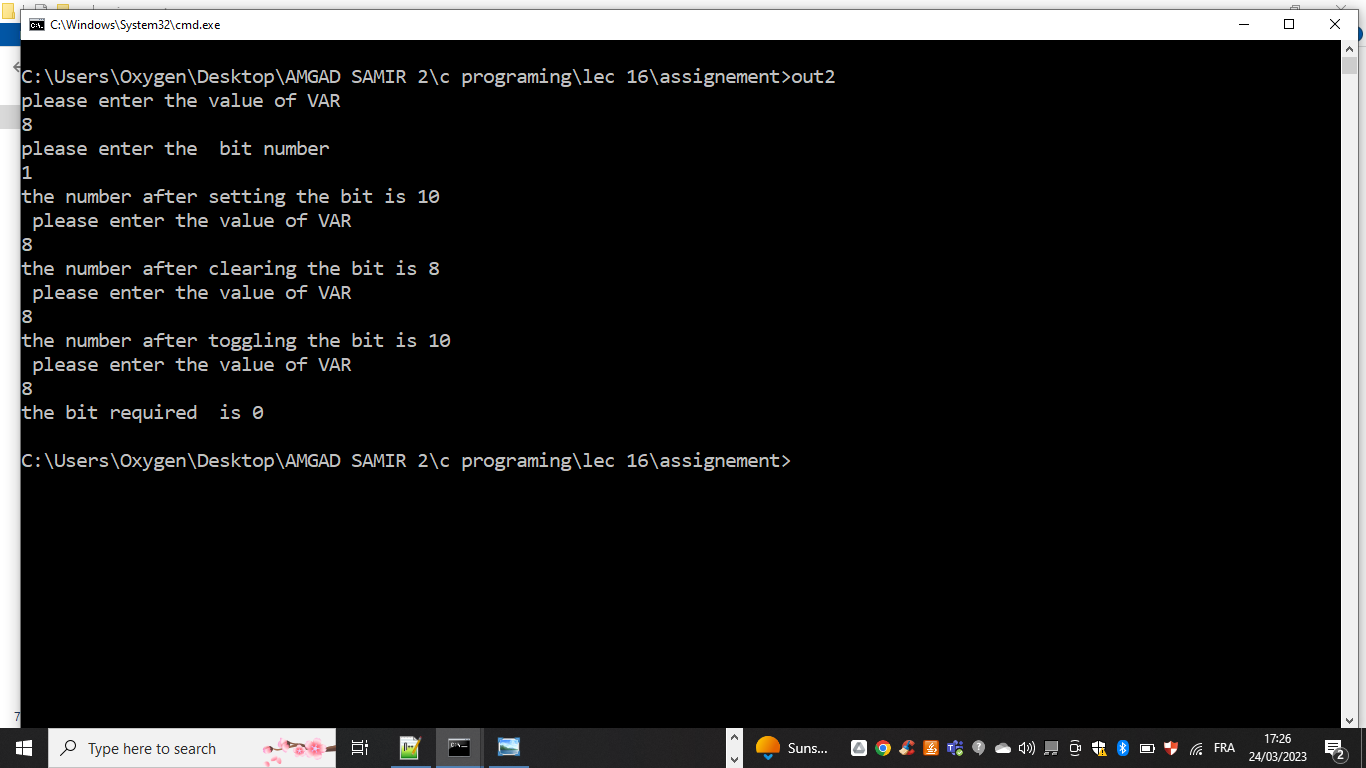 C:\Windows\System32\cmd.exe
C:\Users\Oxygen\Desktop\AMGAD SAMIR 2\c programing\lec 16\assignement>out2
please enter the value of VAR
8
please enter the  bit number
1
the number after setting the bit is 10
 please enter the value of VAR
8
the number after clearing the bit is 8
 please enter the value of VAR
8
the number after toggling the bit is 10
 please enter the value of VAR
8
the bit required  is 0
C:\Users\Oxygen\Desktop\AMGAD SAMIR 2\c programing\lec 16\assignement>
7
Type here to search
Suns...
FRA
17:26
24/03/2023
2